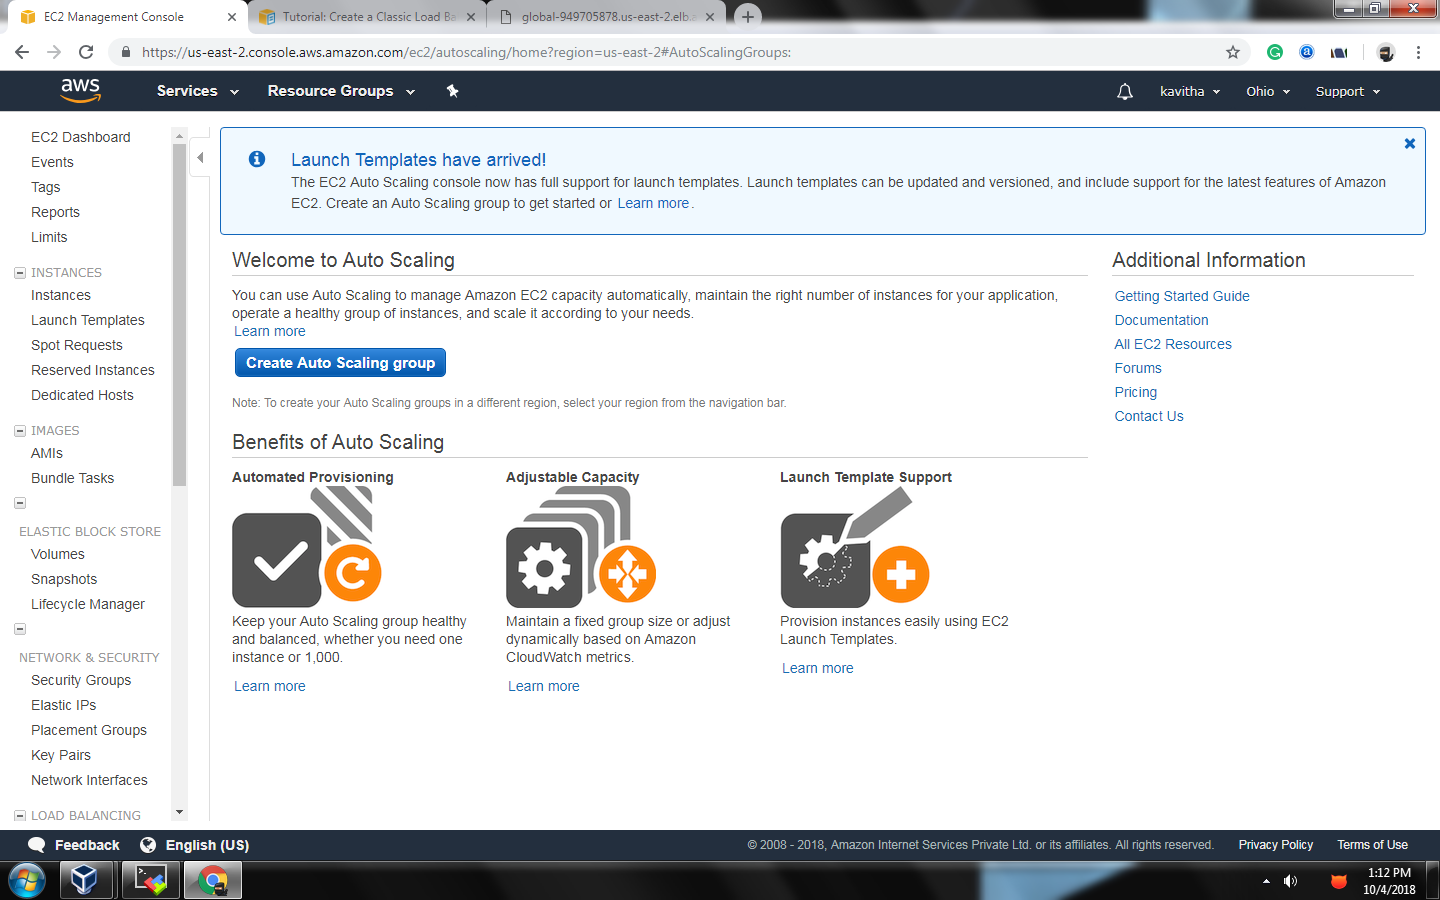 EC2 Management Console
Tutorial: Create a Classic Load Ba
global-949705878.us-east-2.elb.a
https://us-east-2.console.aws.amazon.com/ec2/autoscaling/home?region=us-east-2#AutoScalingGroups:
aws
Services
Resource Groups
kavitha
Ohio
Support
EC2 Dashboard
Events
Tags
Reports
Limits
INSTANCES
Instances
Launch Templates
Spot Requests
Reserved Instances
Dedicated Hosts
IMAGES
AMIs
Bundle Tasks
ELASTIC BLOCK STORE
Volumes
Snapshots
Lifecycle Manager
NETWORK & SECURITY
Security Groups
Elastic IPs
Placement Groups
Key Pairs
Network Interfaces
LOAD BALANCING
Launch Templates have arrived!
The EC2 Auto Scaling console now has full support for launch templates. Launch templates can be updated and versioned, and include support for the latest features of Amazon
EC2. Create an Auto Scaling group to get started or Learn more.
Welcome to Auto Scaling
You can use Auto Scaling to manage Amazon EC2 capacity automatically, maintain the right number of instances for your application,
operate a healthy group of instances, and scale it according to your needs.
Learn more
Create Auto Scaling group
Note: To create your Auto Scaling groups in a different region, select your region from the navigation bar.
Benefits of Auto Scaling
Automated Provisioning
Keep your Auto Scaling group healthy
and balanced, whether you need one
instance or 1,000.
Learn more
Adjustable Capacity
Maintain a fixed group size or adjust
dynamically based on Amazon
CloudWatch metrics.
Learn more
Launch Template Support
Provision instances easily using EC2
Launch Templates.
Learn more
Additional Information
Getting Started Guide
Documentation
All EC2 Resources
Forums
Pricing
Contact Us
Feedback
English (US)
© 2008 - 2018, Amazon Internet Services Private Ltd. or its affiliates. All rights reserved.
Privacy Policy
Terms of Use
1:12 PM
10/4/2018